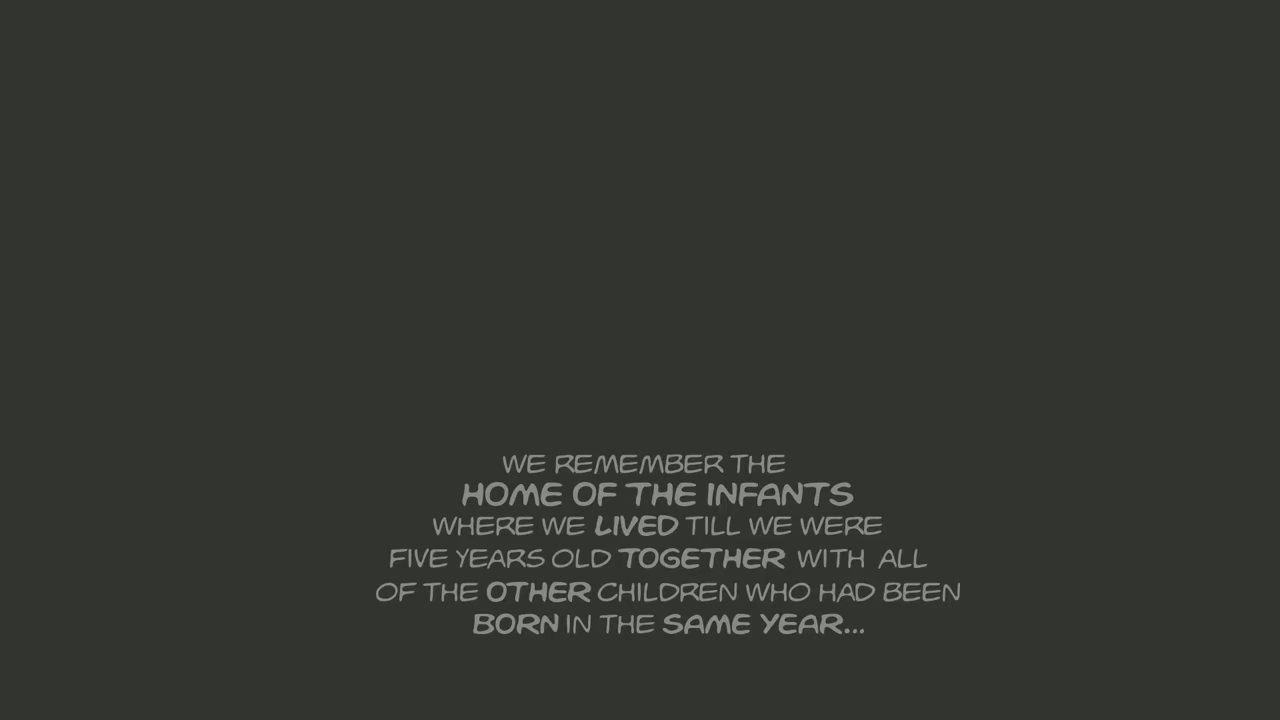 WE REMEMBER THE
HOME OF THE INFANTS
WHERE WE LIVED TILL WE WERE
FIVE YEARS OLD TOGETHER WITH ALL
OF THE OTHER CHILDREN WHO HAD BEEN
BORN IN THE SAME YEAR...